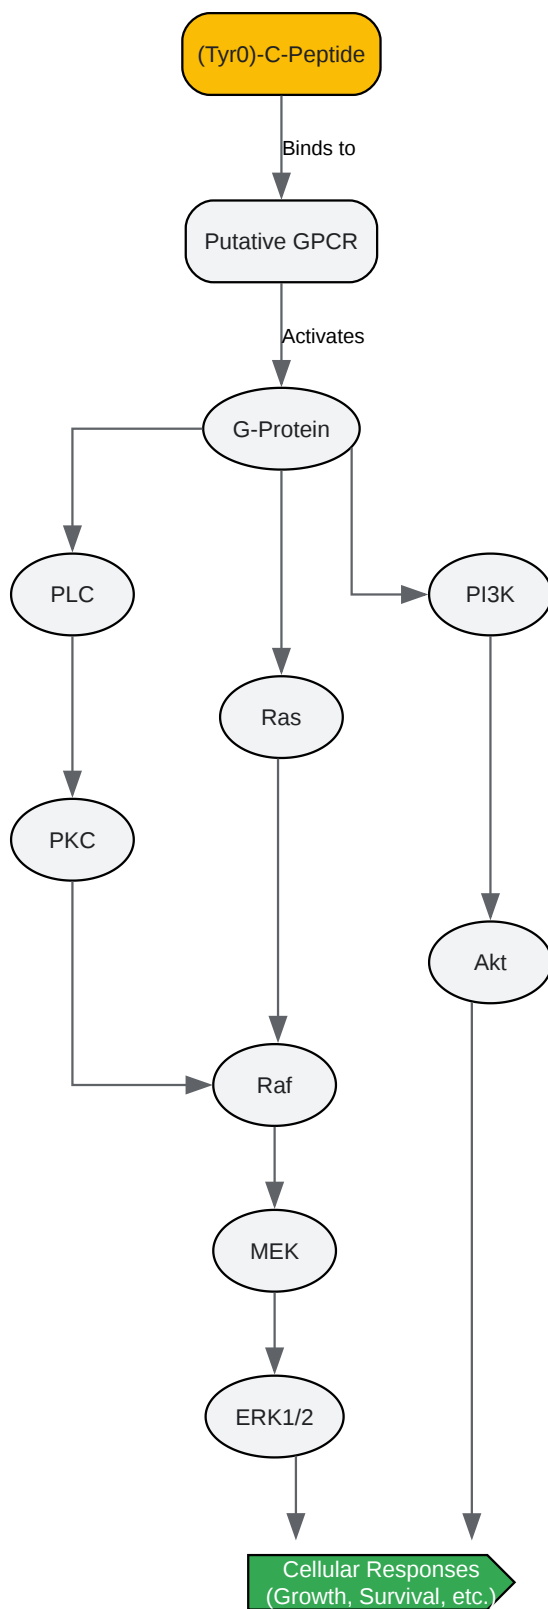 (Tyr0)-C-Peptide
Binds to
Putative GPCR
Activates
G-Protein
PLC
PI3K
Ras
PKC
Akt
Raf
MEK
ERK1/2
Cellular Responses
(Growth, Survival, etc.)